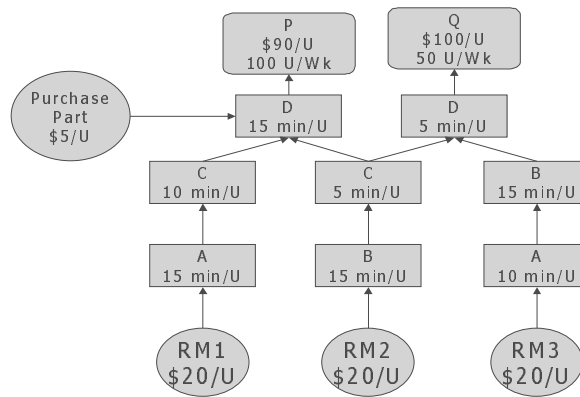 P
$90/U
100 U/Wk
Q
$100/U
50 U/Wk
Purchase
Part
$5/U
D
15 min/U
D
5 min/U
C
10 min/U
C
5 min/U
B
15 min/U
A
15 min/U
B
15 min/U
A
10 min/U
RM1
$20/U
RM2
$20/U
RM3
$20/U